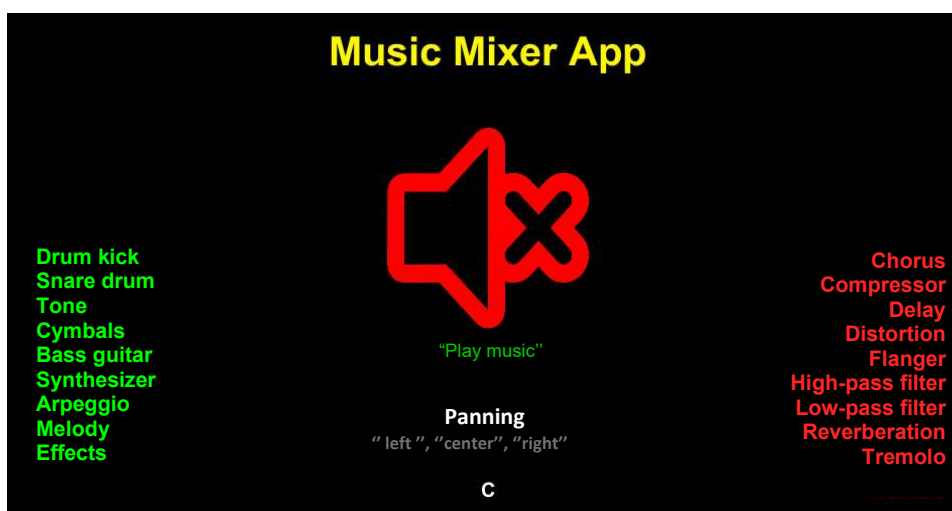 Music Mixer App
Drum kick
Snare drum
Tone
Cymbals
Bass guitar
Synthesizer
Arpeggio
Melody
Effects
“Play music’’
Panning
‘’ left ’’, ‘’center’’, ‘’right’’
C
Chorus
Compressor
Delay
Distortion
Flanger
High-pass filter
Low-pass filter
Reverberation
Tremolo